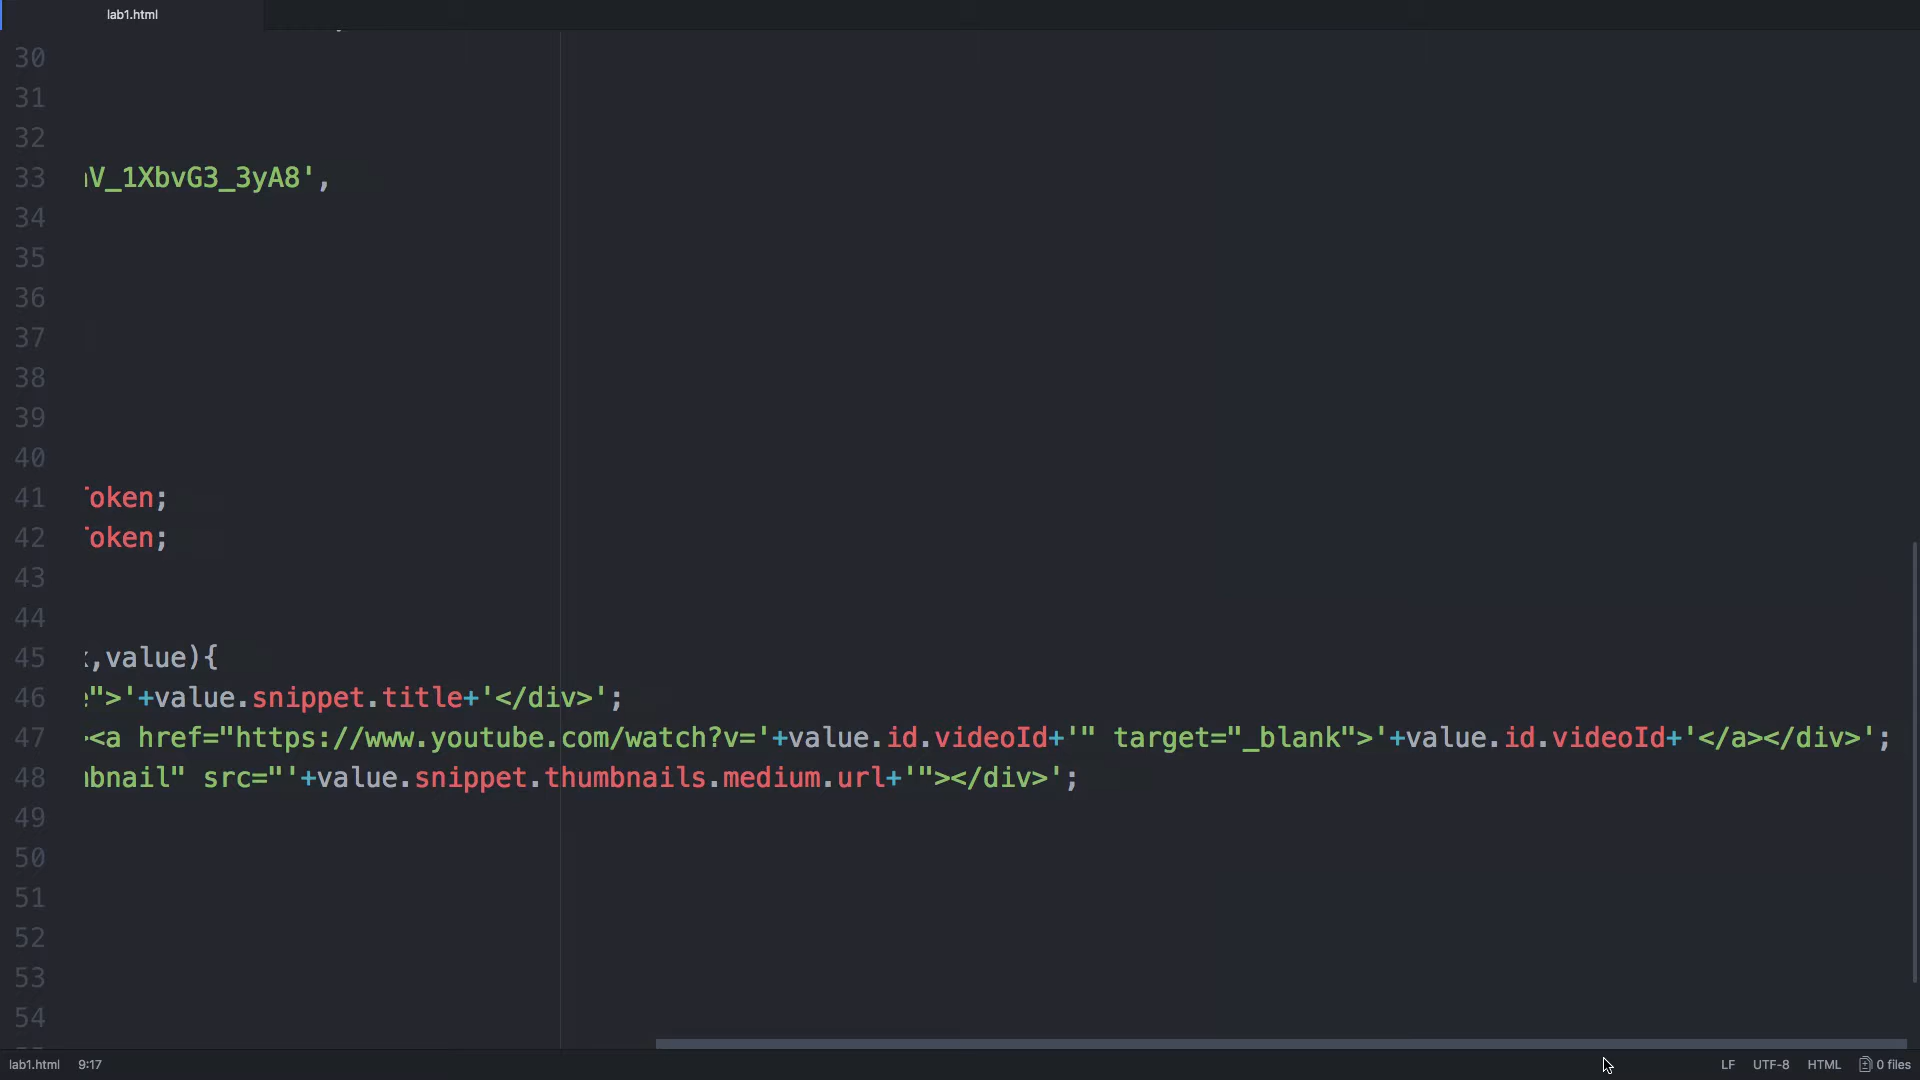 lab1.html
30
31
32
33 V_1XbvG3_3yA8',
34
35
36
37
38
39
40
41 oken;
42 oken;
43
44
45 ,value){
46 ">'+value.snippet.title+'</div>';
47 <a href="https://www.youtube.com/watch?v='+value.id.videoId+'" target="_blank">'+value.id.videoId+'</a></div>';
48 bnail" src="'+value.snippet.thumbnails.medium.url+'"></div>';
49
50
51
52
53
54
lab1.html 9:17 LF UTF-8 HTML 0 files